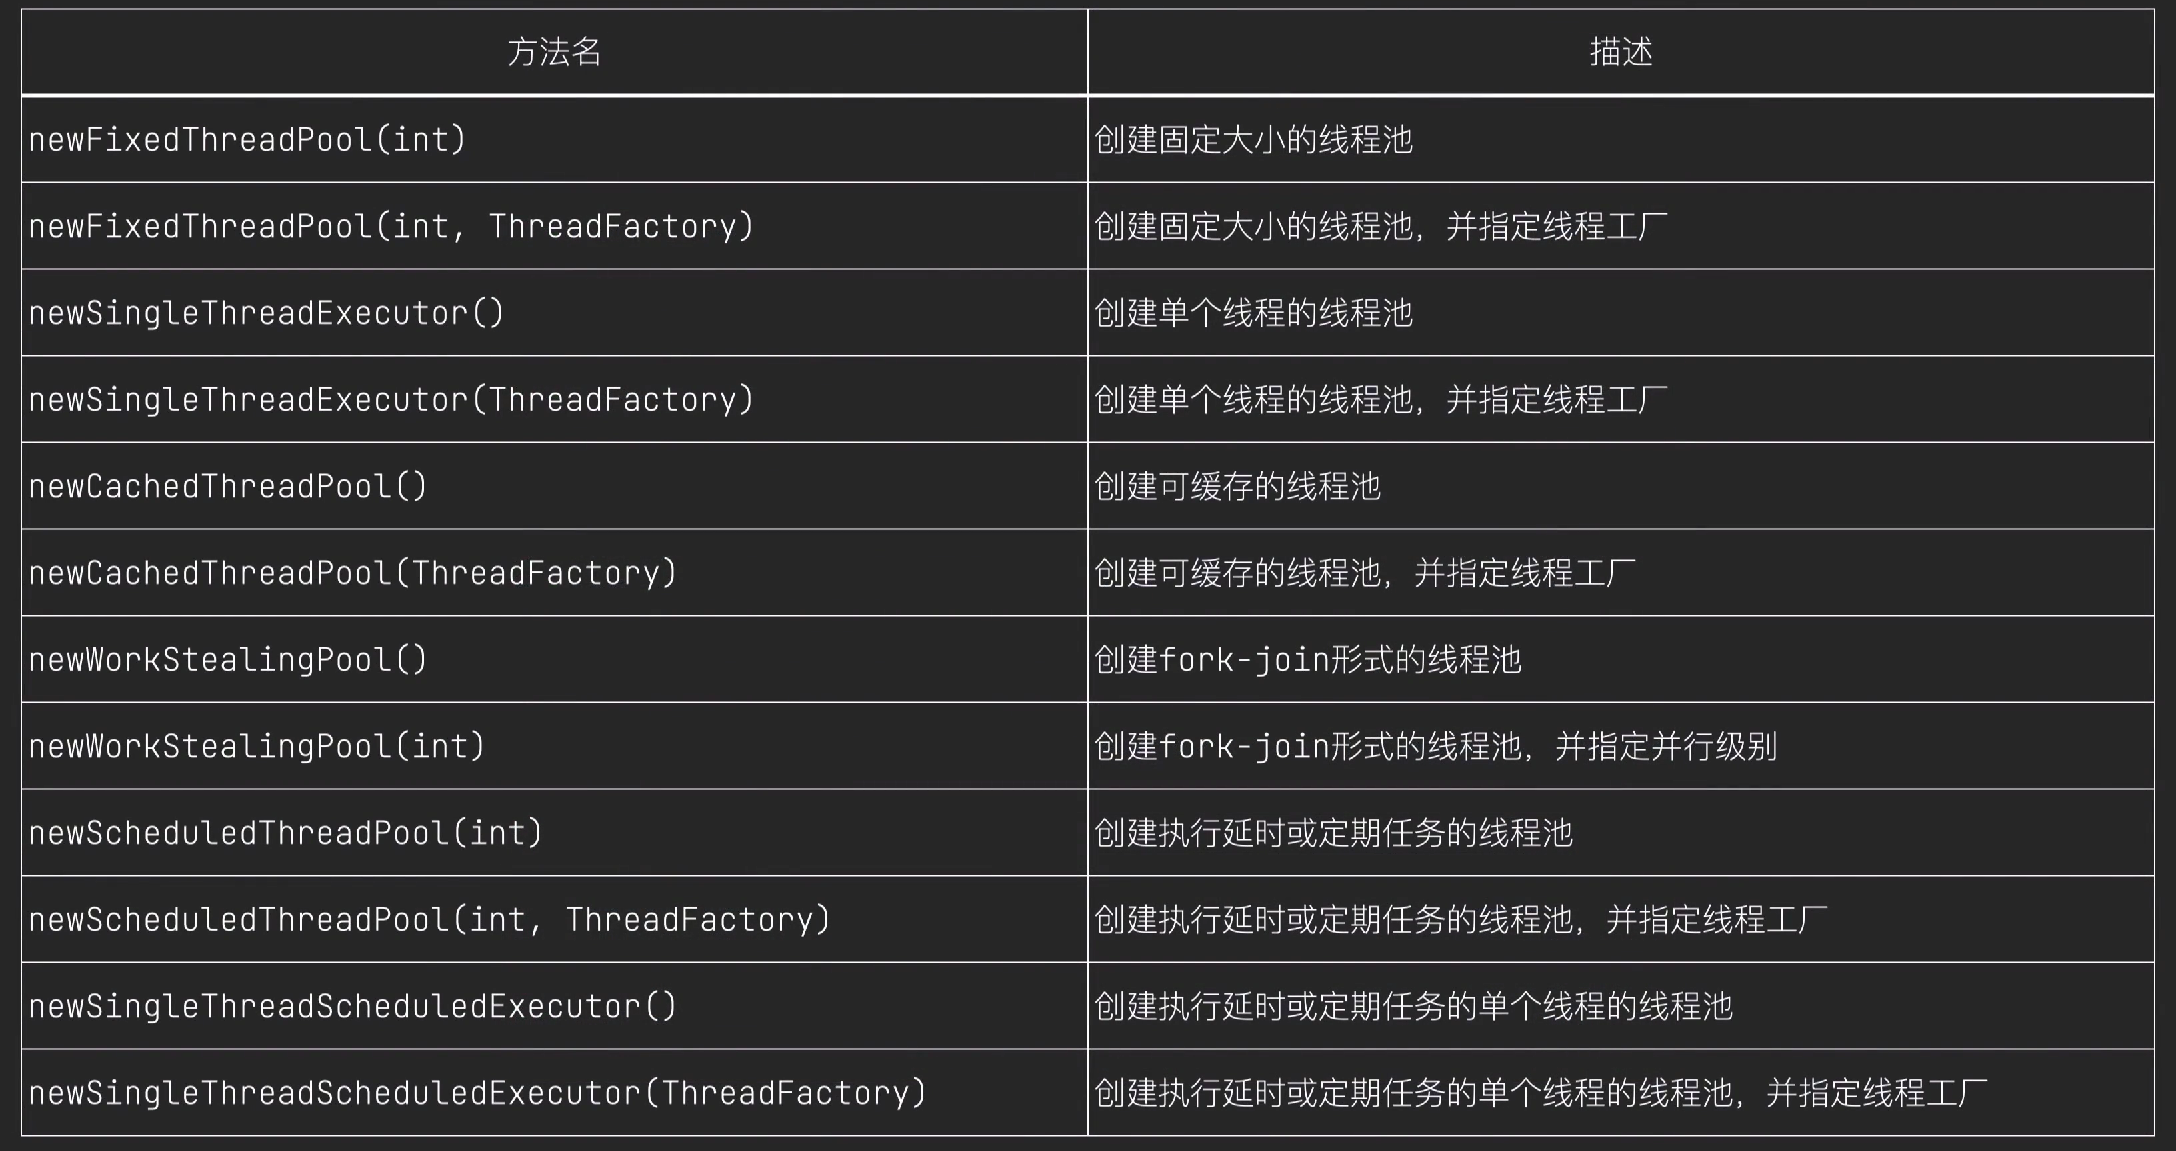 方法名 描述
newFixedThreadPool(int) 创建固定大小的线程池
newFixedThreadPool(int, ThreadFactory) 创建固定大小的线程池，并指定线程工厂
newSingleThreadExecutor() 创建单个线程的线程池
newSingleThreadExecutor(ThreadFactory) 创建单个线程的线程池，并指定线程工厂
newCachedThreadPool() 创建可缓存的线程池
newCachedThreadPool(ThreadFactory) 创建可缓存的线程池，并指定线程工厂
newWorkStealingPool() 创建fork-join形式的线程池
newWorkStealingPool(int) 创建fork-join形式的线程池，并指定并行级别
newScheduledThreadPool(int) 创建执行延时或定期任务的线程池
newScheduledThreadPool(int, ThreadFactory) 创建执行延时或定期任务的线程池，并指定线程工厂
newSingleThreadScheduledExecutor() 创建执行延时或定期任务的单个线程的线程池
newSingleThreadScheduledExecutor(ThreadFactory) 创建执行延时或定期任务的单个线程的线程池，并指定线程工厂